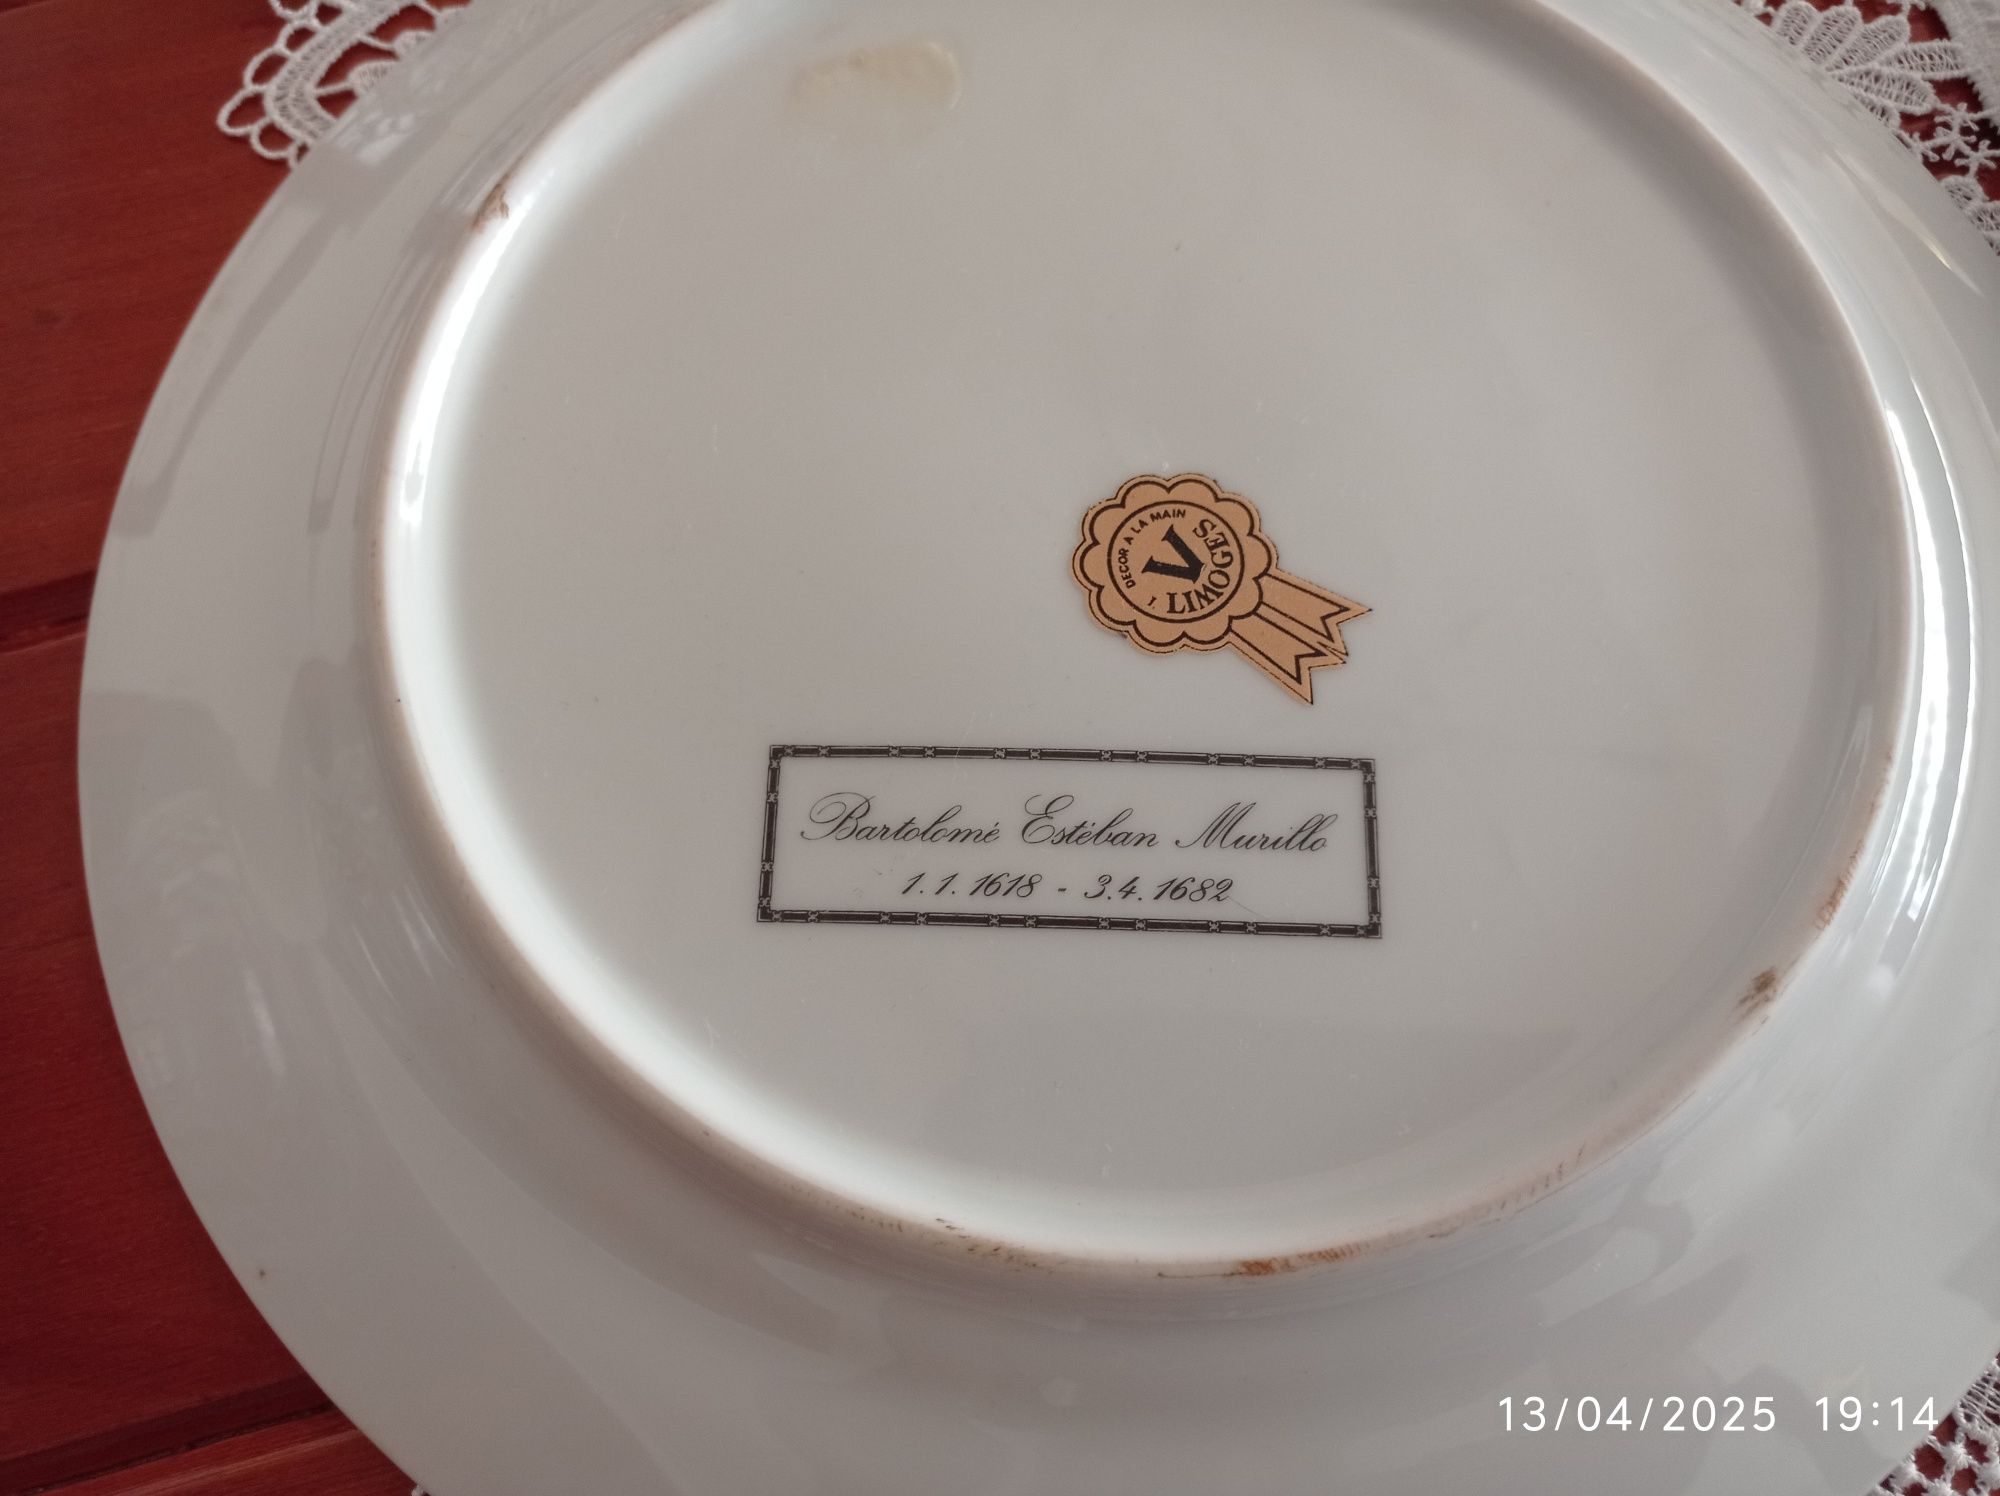 DECOR A LA MAIN
V
I. LIMOGES
Bartolomé Estéban Murillo
1.1.1618 - 3.4.1682
13/04/2025 19:14